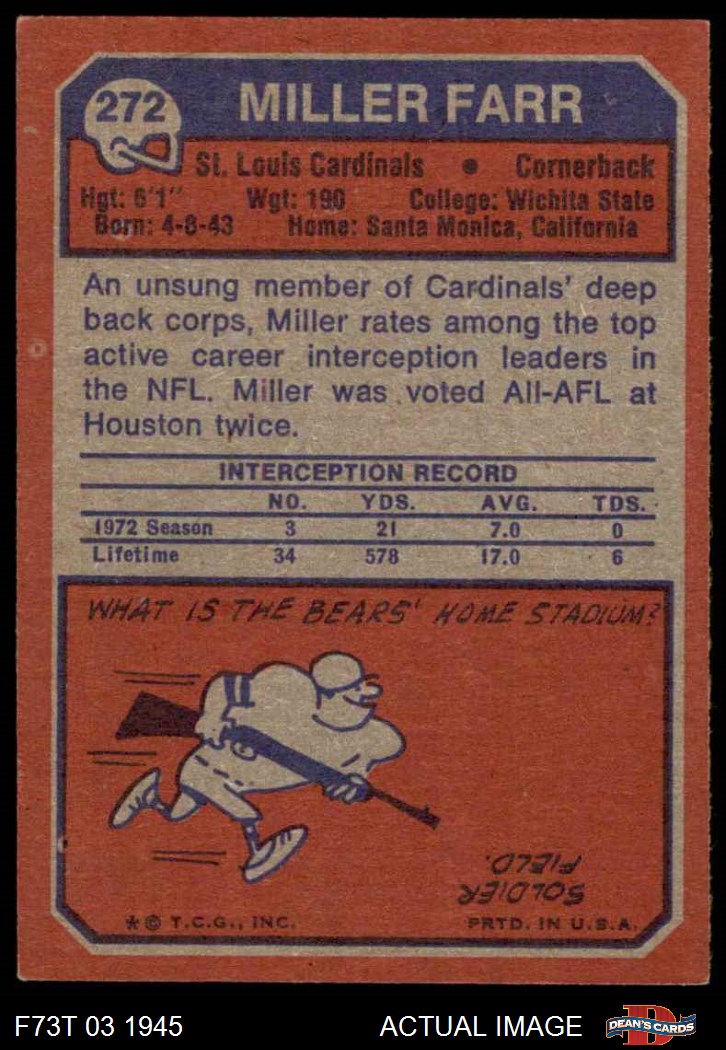 272
MILLER FARR
St. Louis Cardinals • Cornerback
Hgt: 6'1" Wgt: 190 College: Wichita State
Born: 4-8-43 Home: Santa Monica, California
An unsung member of Cardinals' deep
back corps, Miller rates among the top
active career interception leaders in
the NFL. Miller was voted All-AFL at
Houston twice.
INTERCEPTION RECORD
NO. YDS. AVG. TDS.
1972 Season 3 21 7.0 0
Lifetime 34 578 17.0 6
WHAT IS THE BEARS' HOME STADIUM?
SOLDIER
FIELD.
* © T.C.G., INC. PRTD. IN U.S.A.
F73T 03 1945 ACTUAL IMAGE
D
DEAN'S CARDS